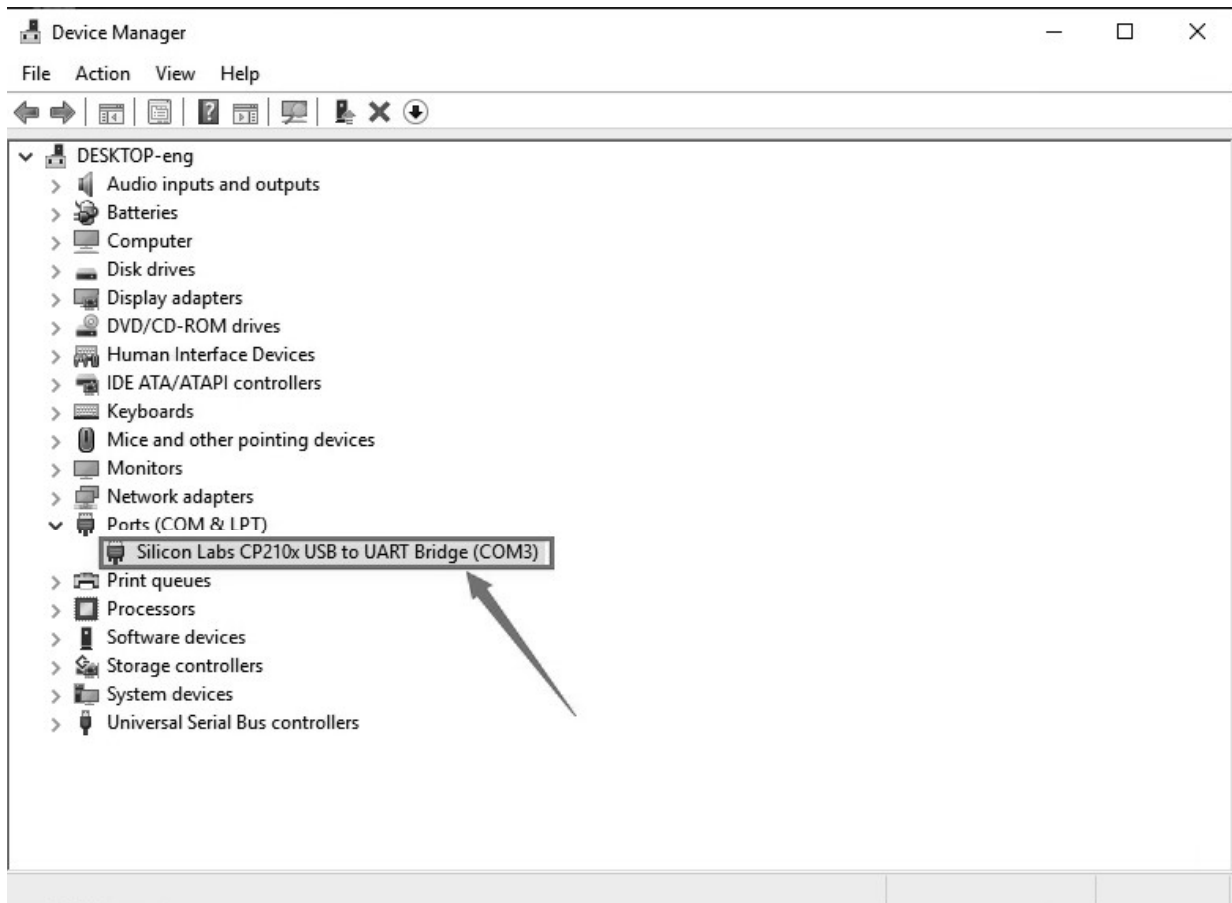 Device Manager
File Action View Help
DESKTOP-eng
Audio inputs and outputs
Batteries
Computer
Disk drives
Display adapters
DVD/CD-ROM drives
Human Interface Devices
IDE ATA/ATAPI controllers
Keyboards
Mice and other pointing devices
Monitors
Network adapters
Ports (COM & LPT)
Silicon Labs CP210x USB to UART Bridge (COM3)
Print queues
Processors
Software devices
Storage controllers
System devices
Universal Serial Bus controllers